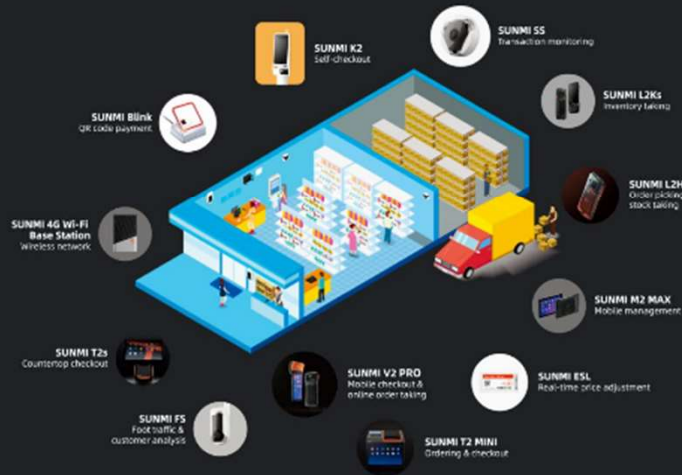 SUNMI K2
Self-checkout
SUNMI SS
Transaction monitoring
SUNMI L2Ks
Inventory taking
SUNMI Blink
QR code payment
SUNMI L2H
Order picking
stock taking
SUNMI 4G Wi-Fi
Base Station
Wireless network
SUNMI M2 MAX
Mobile management
SUNMI T2s
Countertop checkout
SUNMI V2 PRO
Mobile checkout &
online order taking
SUNMI ESL
Real-time price adjustment
SUNMI FS
Foot traffic &
customer analysis
SUNMI T2 MINI
Ordering & checkout